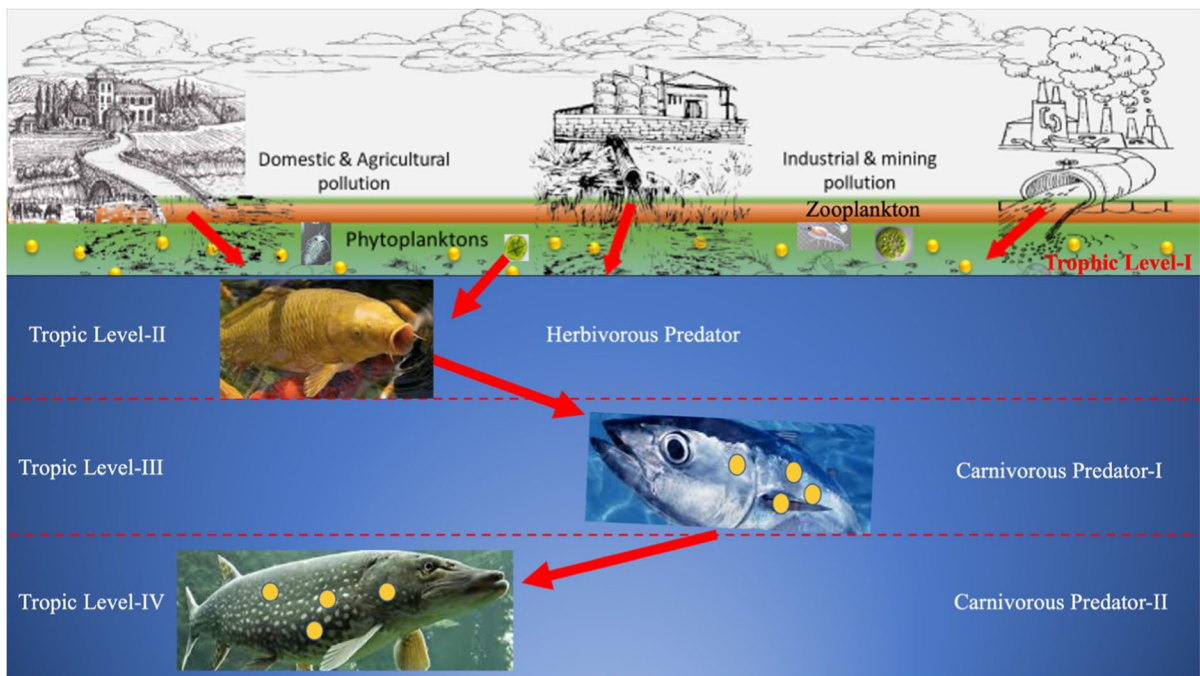 Domestic & Agricultural
pollution
Industrial & mining
pollution
Zooplankton
Phytoplanktons
Trophic Level-I
Tropic Level-II
Herbivorous Predator
Tropic Level-III
Carnivorous Predator-I
Tropic Level-IV
Carnivorous Predator-II